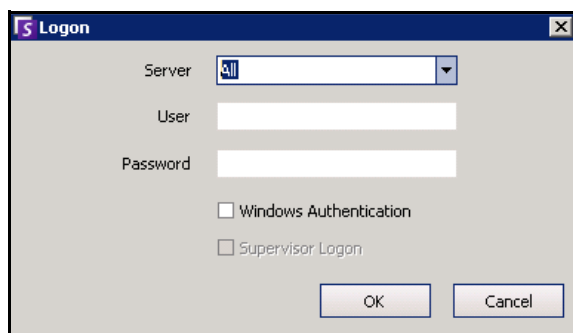 Logon
Server All
User
Password
Windows Authentication
Supervisor Logon
OK Cancel